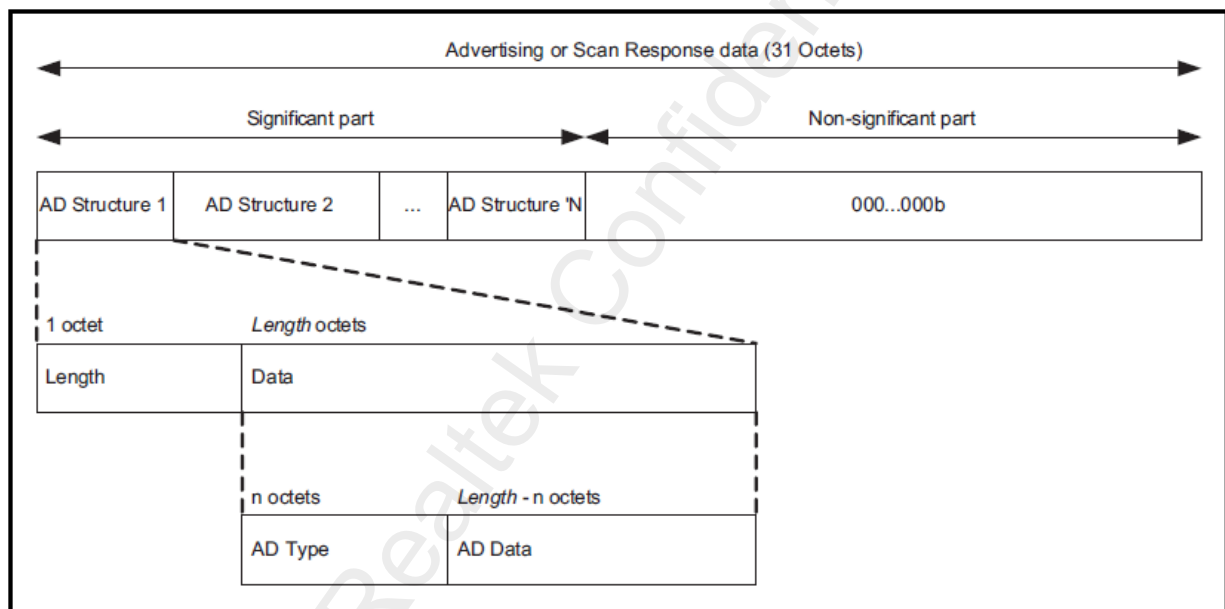 Advertising or Scan Response data (31 Octets)
Significant part
Non-significant part
AD Structure 1
AD Structure 2
...
AD Structure 'N
000...000b
1 octet
Length octets
Length
Data
n octets
Length - n octets
AD Type
AD Data
Realtek Confiden